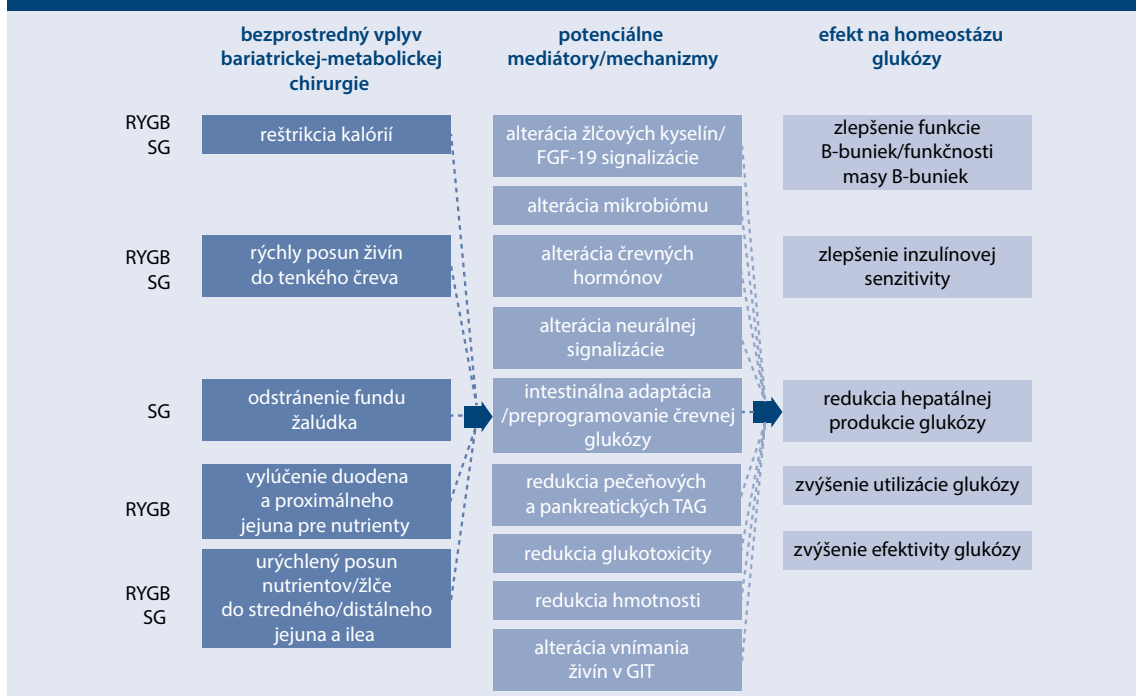 bezprostredný vplyv
bariatrickej-metabolickej
chirurgie
potenciálne
mediátory/mechanizmy
efekt na homeostázu
glukózy
RYGB
SG
reštrikcia kalórií
RYGB
SG
rýchly posun živín
do tenkého čreva
SG
odstránenie fundu
žalúdka
RYGB
vylúčenie duodena
a proximálneho
jejuna pre nutrienty
RYGB
SG
urýchlený posun
nutrientov/žlče
do stredného/distálneho
jejuna a ilea
alterácia žlčových kyselín/
FGF-19 signalizácie
alterácia mikrobiómu
alterácia črevných
hormónov
alterácia neurálnej
signalizácie
intestinálna adaptácia
/preprogramovanie črevnej
glukózy
redukcia pečeňových
a pankreatických TAG
redukcia glukotoxicity
redukcia hmotnosti
alterácia vnímania
živín v GIT
zlepšenie funkcie
B-buniek/funkčnosti
masy B-buniek
zlepšenie inzulínovej
senzitivity
redukcia hepatálnej
produkcie glukózy
zvýšenie utilizácie glukózy
zvýšenie efektivity glukózy